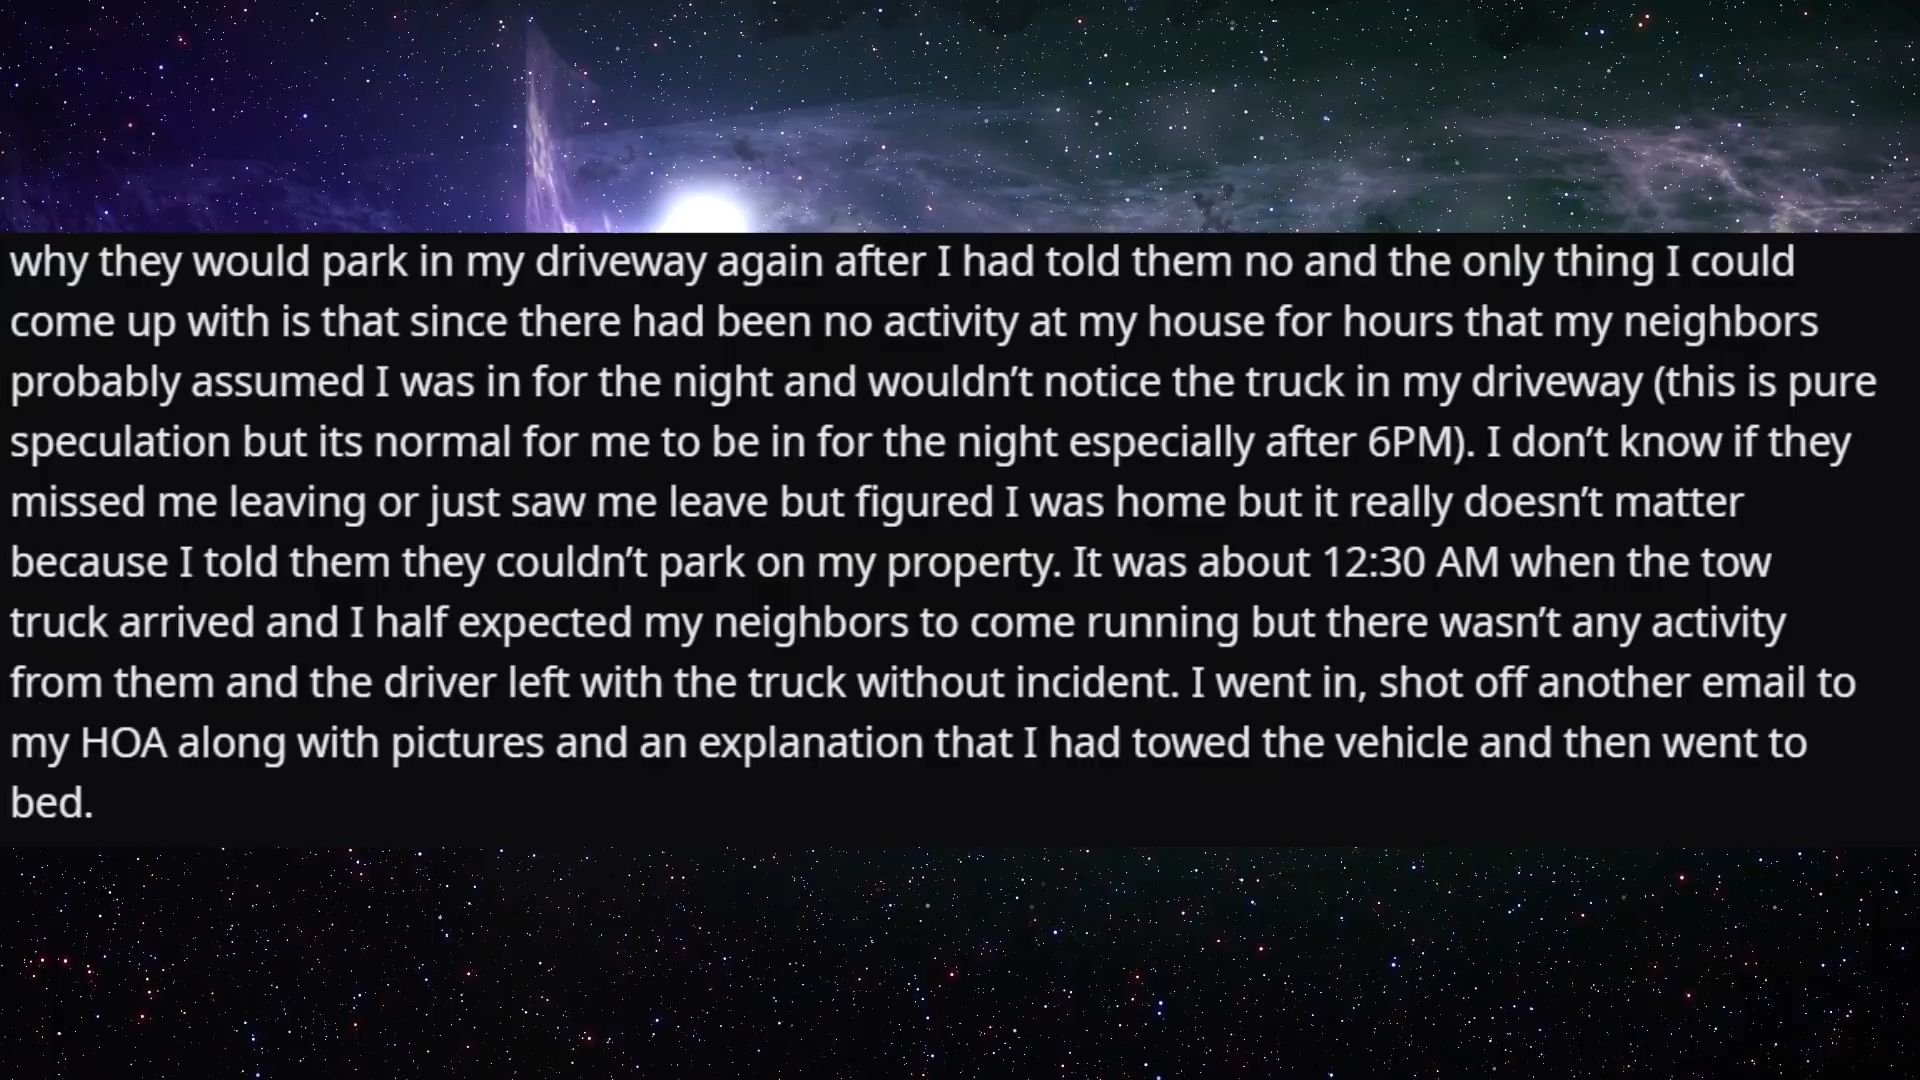 why they would park in my driveway again after I had told them no and the only thing I could
come up with is that since there had been no activity at my house for hours that my neighbors
probably assumed I was in for the night and wouldn’t notice the truck in my driveway (this is pure
speculation but its normal for me to be in for the night especially after 6PM). I don’t know if they
missed me leaving or just saw me leave but figured I was home but it really doesn’t matter
because I told them they couldn’t park on my property. It was about 12:30 AM when the tow
truck arrived and I half expected my neighbors to come running but there wasn’t any activity
from them and the driver left with the truck without incident. I went in, shot off another email to
my HOA along with pictures and an explanation that I had towed the vehicle and then went to
bed.